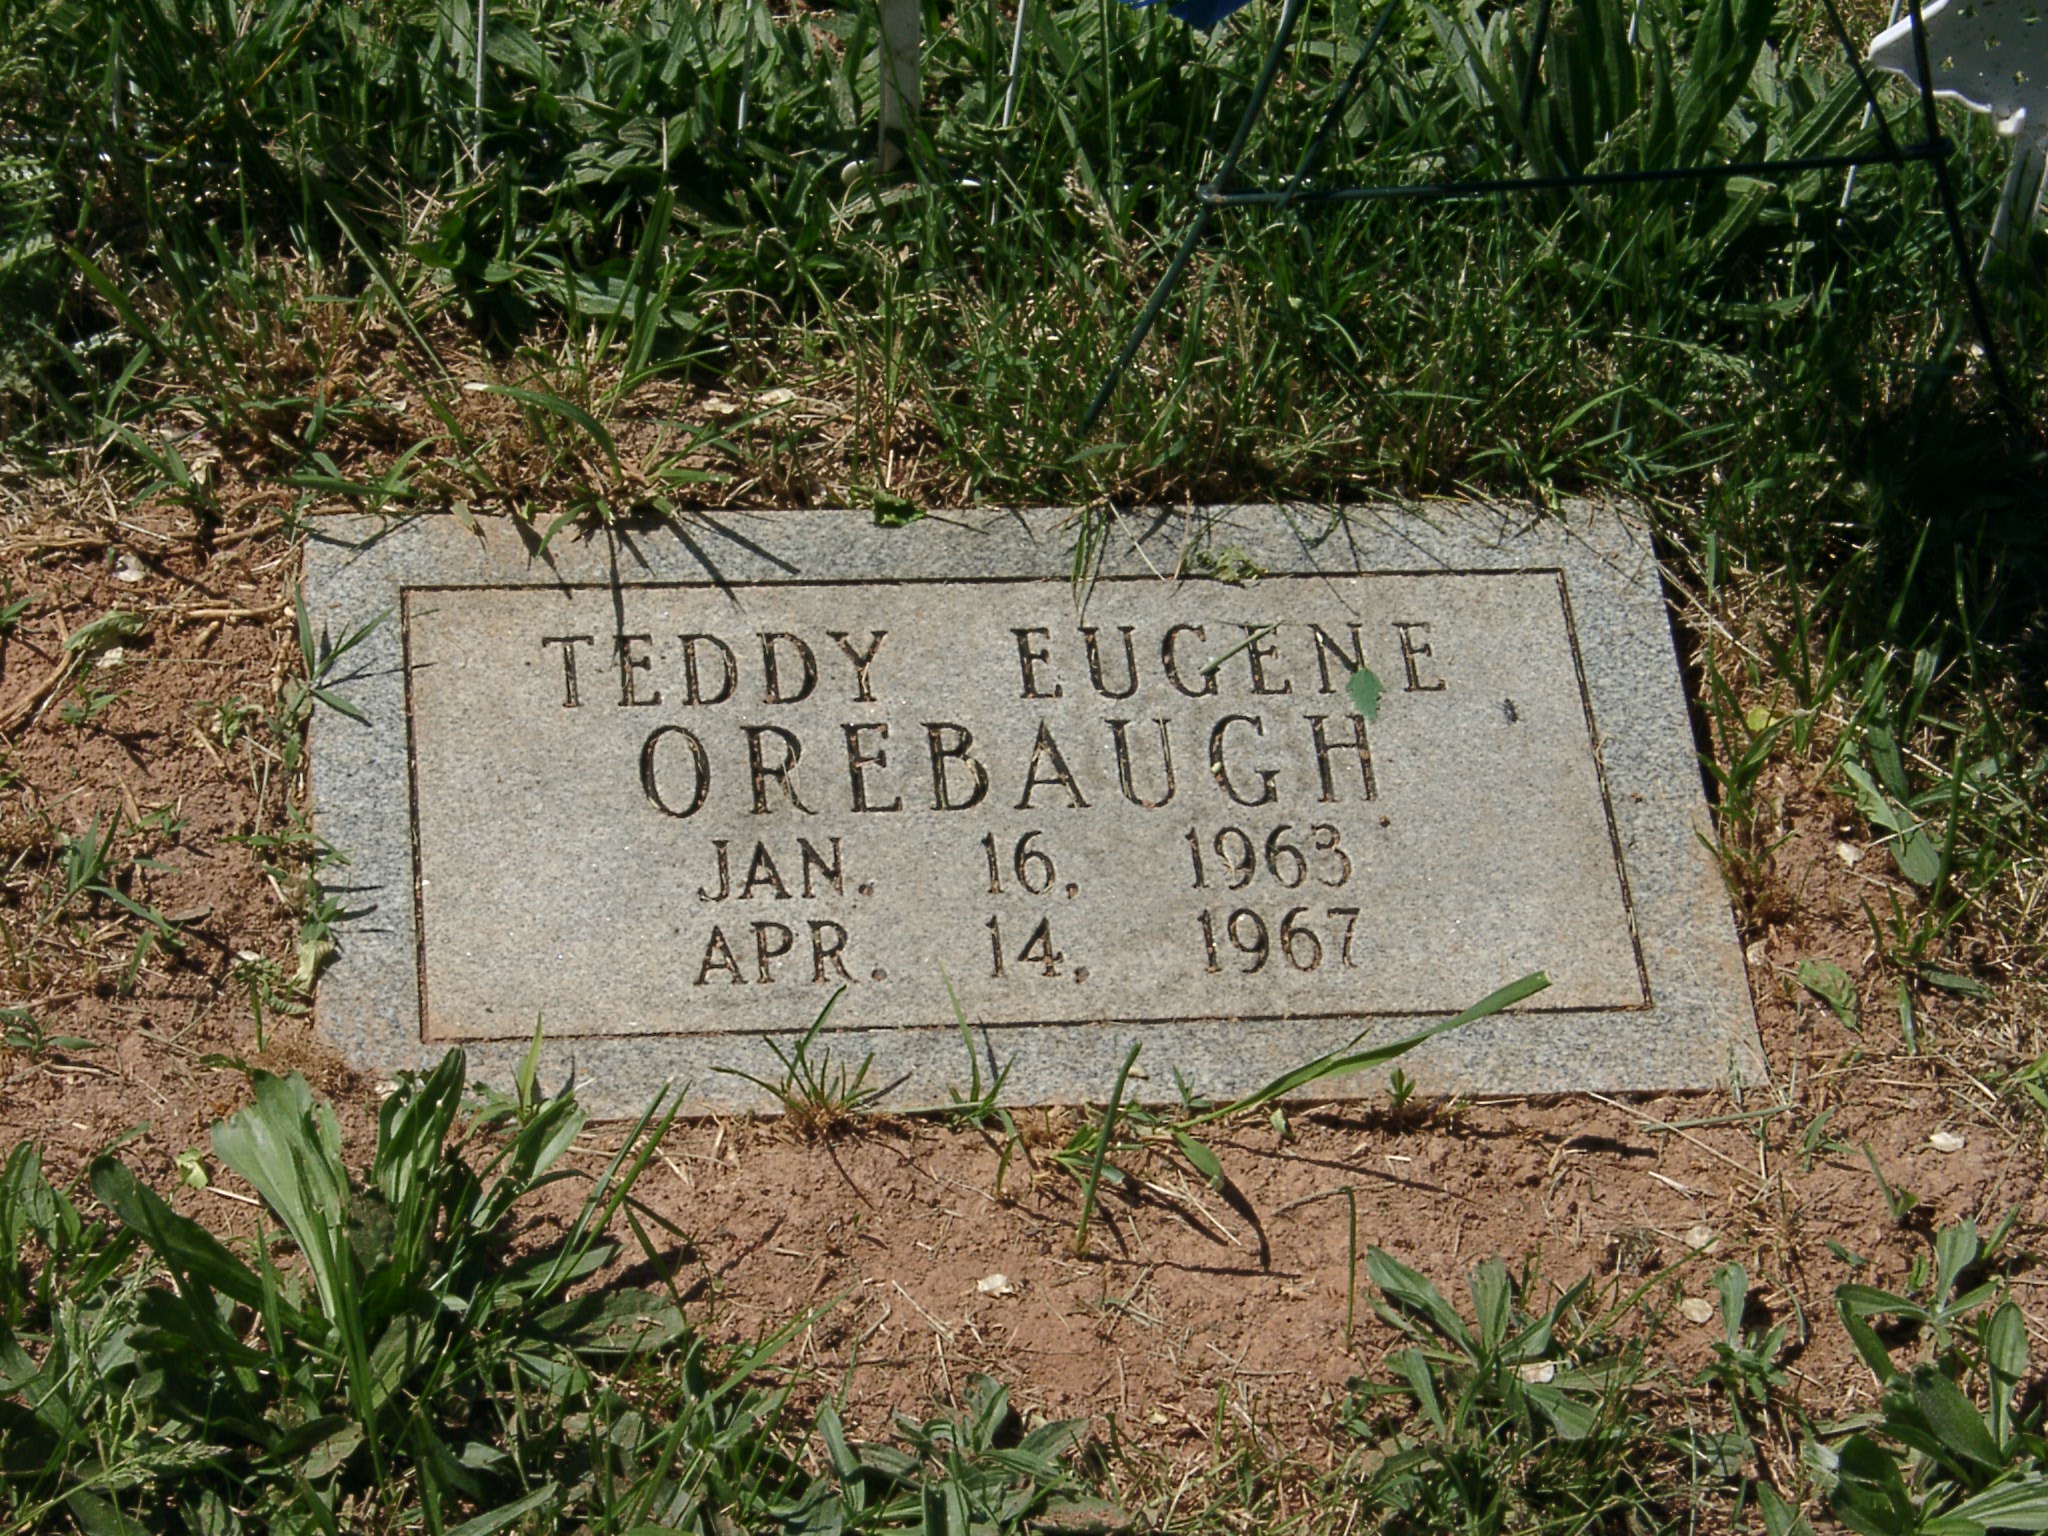 TEDDY EUGENE
OREBAUGH
JAN. 16, 1963
APR. 14, 1967